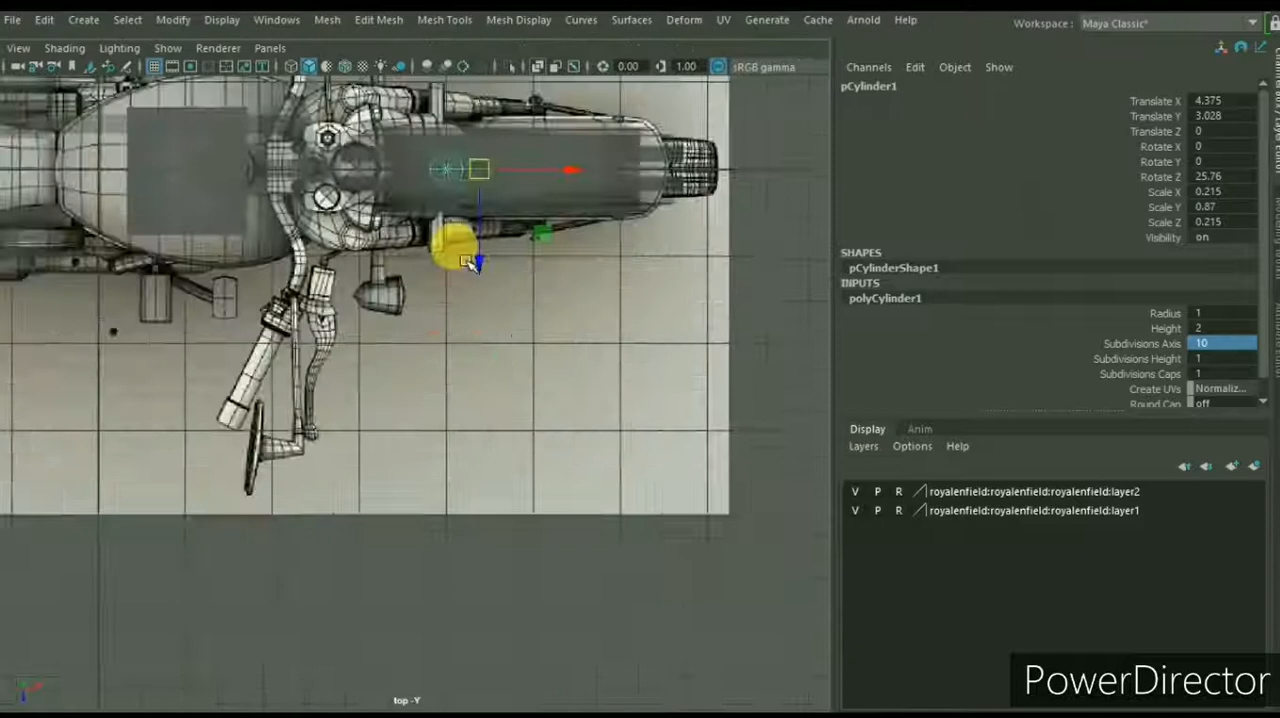 File Edit Create Select Modify Display Windows Mesh Edit Mesh Mesh Tools Mesh Display Curves Surfaces Deform UV Generate Cache Arnold Help
Workspace : Maya Classic*
View Shading Lighting Show Renderer Panels
0.00 1.00 sRGB gamma
Channels Edit Object Show
pCylinder1
Translate X 4.375
Translate Y 3.028
Translate Z 0
Rotate X 0
Rotate Y 0
Rotate Z 25.76
Scale X 0.215
Scale Y 0.87
Scale Z 0.215
Visibility on
SHAPES
pCylinderShape1
INPUTS
polyCylinder1
Radius 1
Height 2
Subdivisions Axis 10
Subdivisions Height 1
Subdivisions Caps 1
Create UVs Normaliz...
Round Cap off
Display Anim
Layers Options Help
V P R royalenfield:royalenfield:royalenfield:layer2
V P R royalenfield:royalenfield:royalenfield:layer1
top -Y
PowerDirector